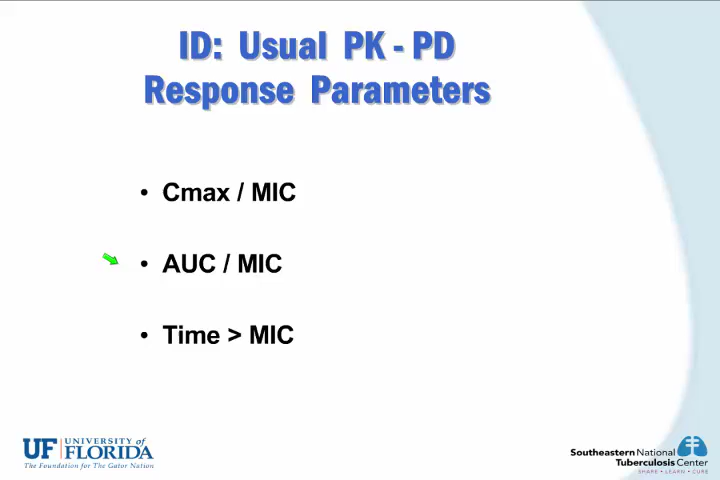 ID: Usual PK - PD
Response Parameters
• Cmax / MIC
• AUC / MIC
• Time > MIC
UF UNIVERSITY of FLORIDA
The Foundation for The Gator Nation
Southeastern National
Tuberculosis Center
SHARE • LEARN • CURE